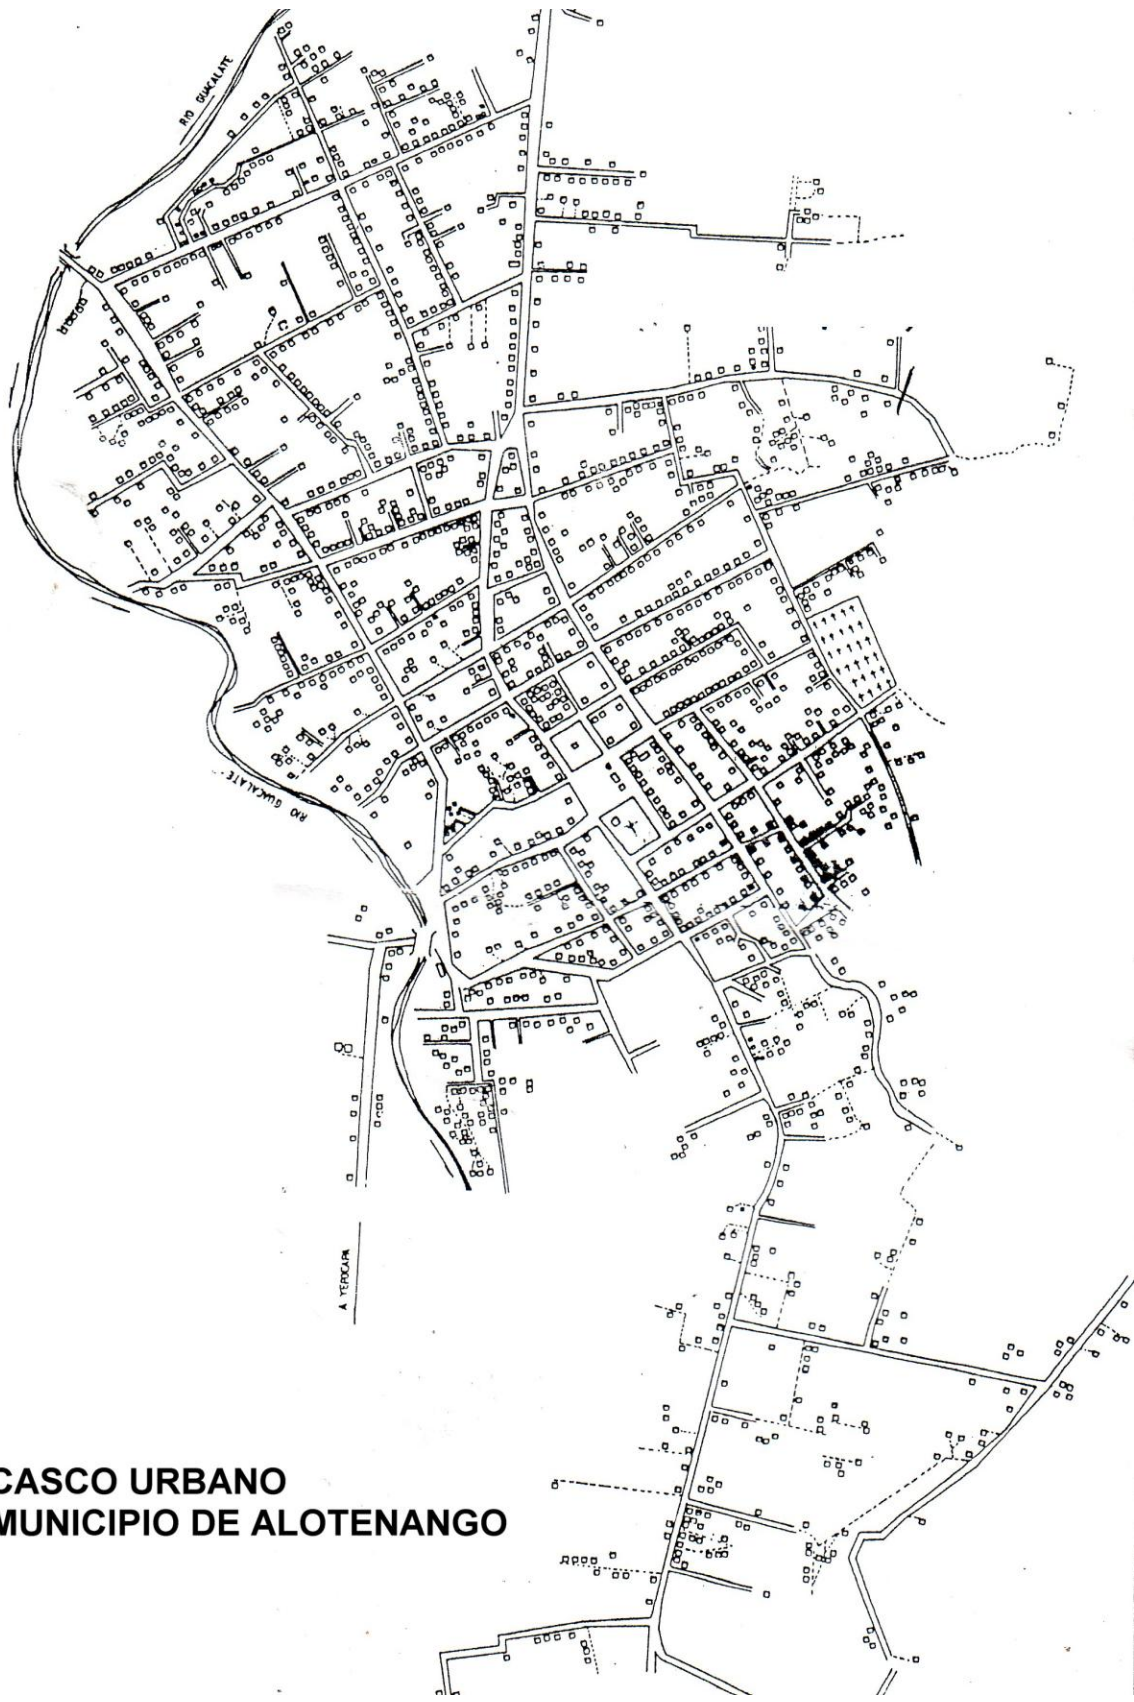 RIO GUACALATE
RIO GUACALATE
A YEPOCAPA
CASCO URBANO
MUNICIPIO DE ALOTENANGO